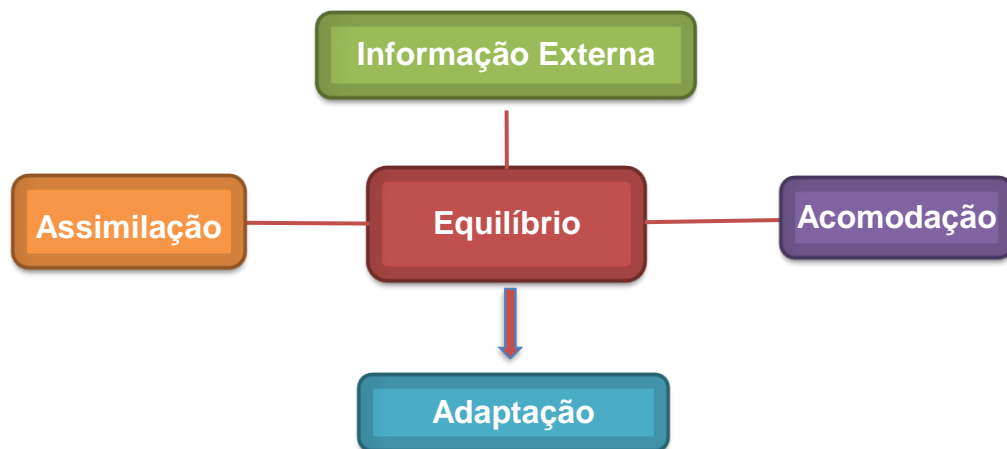 Informação Externa
Assimilação
Equilíbrio
Acomodação
Adaptação